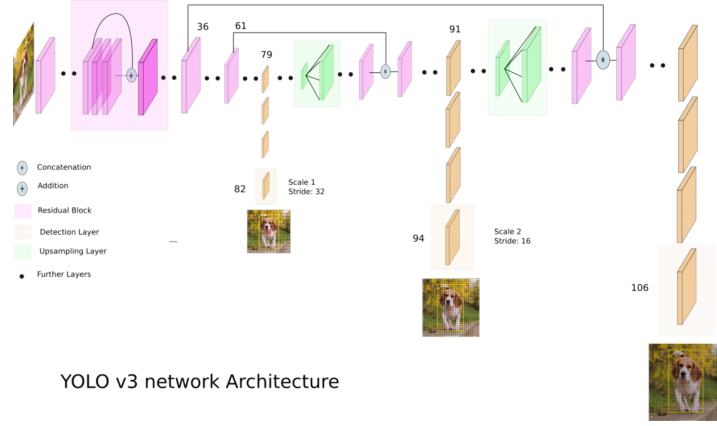 36
61
79
91
+
*
*
Concatenation
*
Addition
+
Residual Block
Detection Layer
Upsampling Layer
...
Further Layers
82
Scale 1
Stride: 32
94
Scale 2
Stride: 16
106
YOLO v3 network Architecture